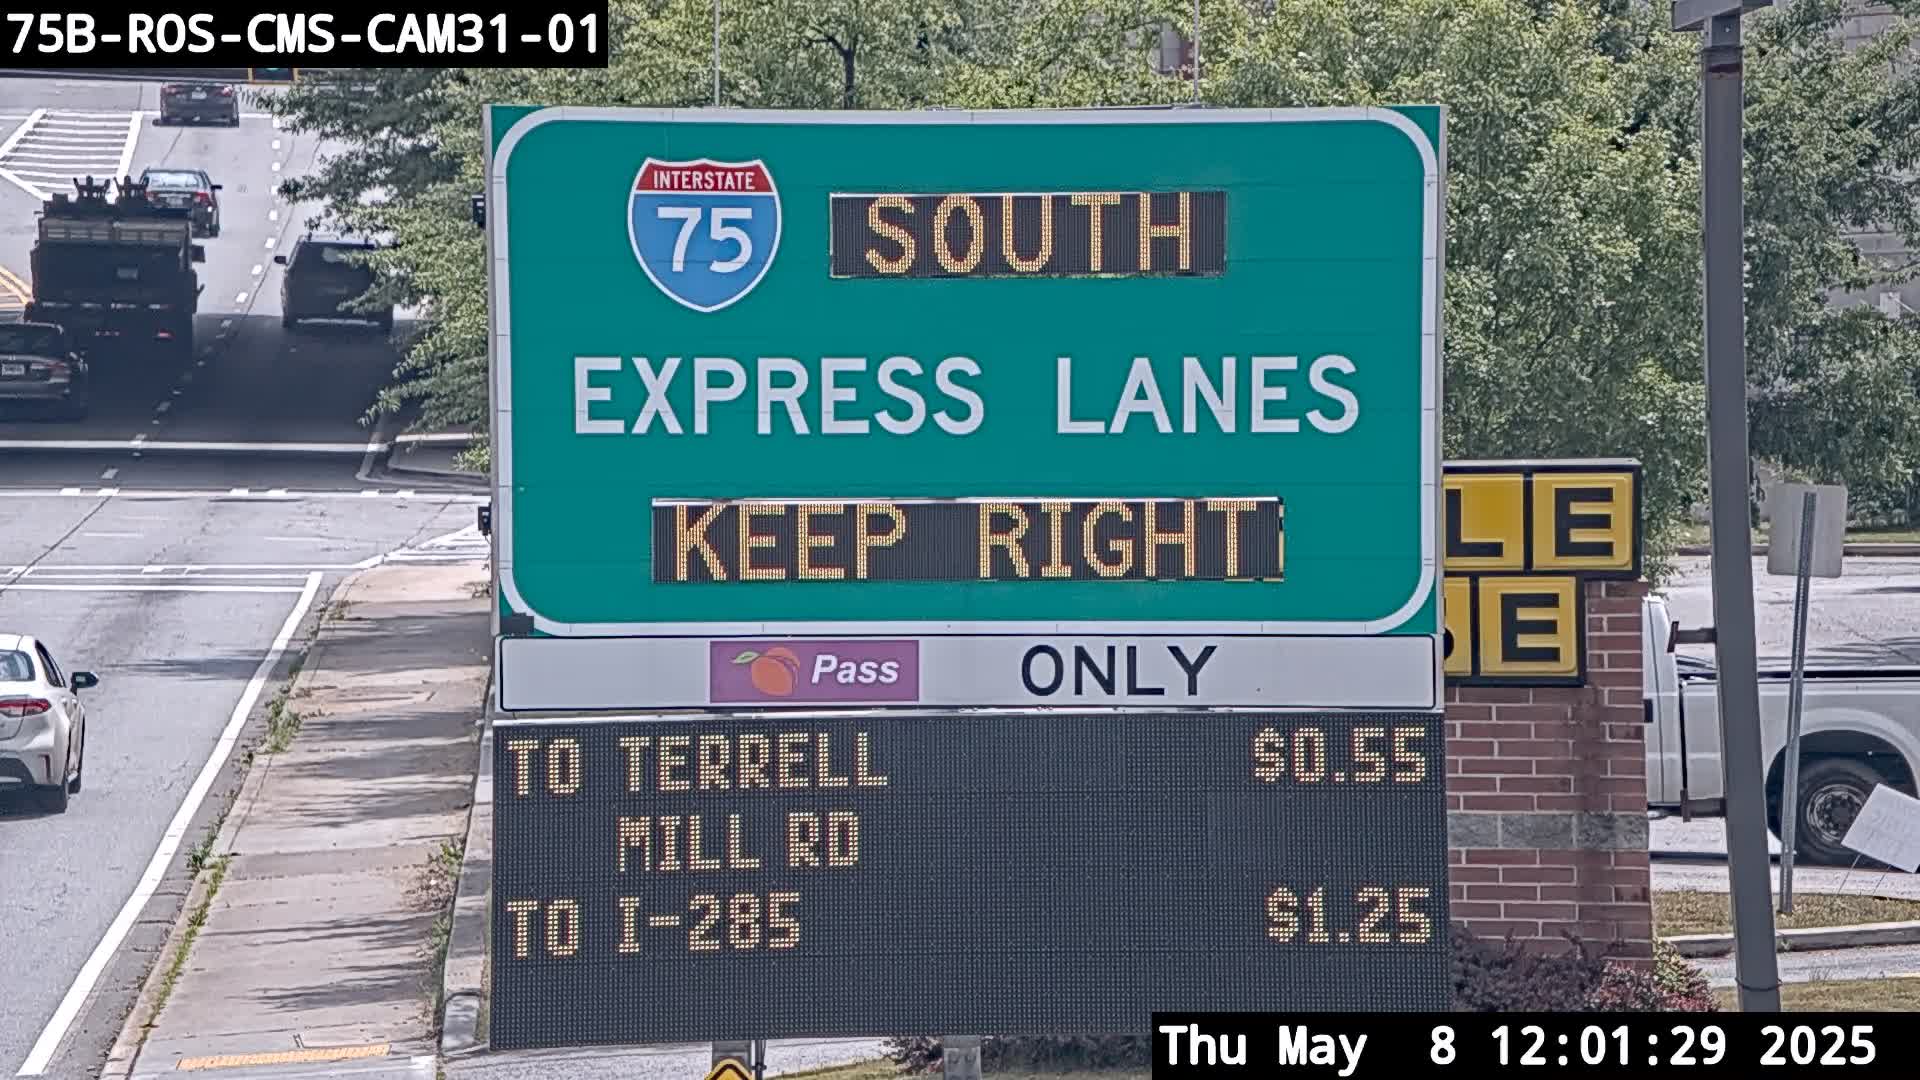 75B-ROS-CMS-CAM31-01
INTERSTATE
75
SOUTH
EXPRESS LANES
KEEP RIGHT
Pass ONLY
TO TERRELL $0.55
MILL RD
TO I-285 $1.25
LE
E
Thu May 8 12:01:29 2025